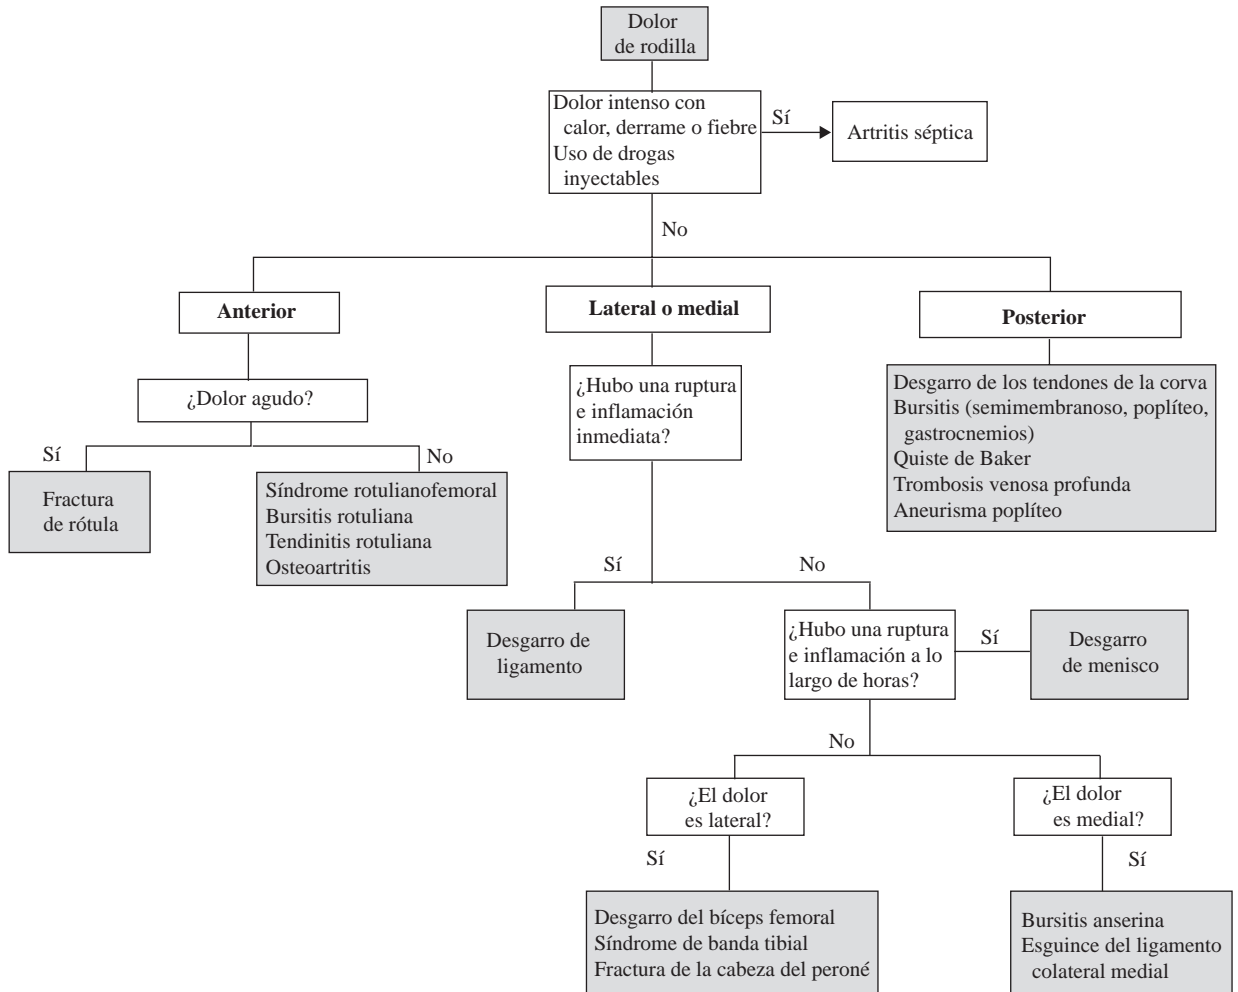 Dolor
de rodilla
Dolor intenso con
calor, derrame o fiebre
Uso de drogas
inyectables
Sí
Artritis séptica
No
Anterior
Lateral o medial
Posterior
¿Dolor agudo?
Sí
No
Fractura
de rótula
Síndrome rotulianofemoral
Bursitis rotuliana
Tendinitis rotuliana
Osteoartritis
¿Hubo una ruptura
e inflamación
inmediata?
Desgarro de los tendones de la corva
Bursitis (semimembranoso, poplíteo,
gastrocnemios)
Quiste de Baker
Trombosis venosa profunda
Aneurisma poplíteo
Sí
No
Desgarro de
ligamento
¿Hubo una ruptura
e inflamación a lo
largo de horas?
Sí
Desgarro
de menisco
No
¿El dolor
es lateral?
¿El dolor
es medial?
Sí
Sí
Desgarro del bíceps femoral
Síndrome de banda tibial
Fractura de la cabeza del peroné
Bursitis anserina
Esguince del ligamento
colateral medial